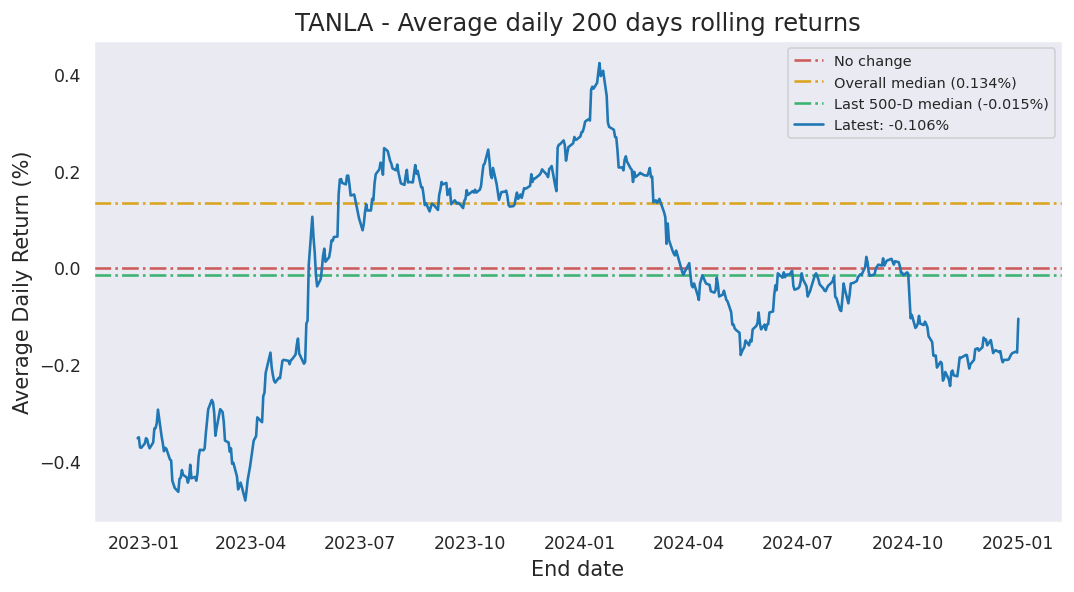 TANLA - Average daily 200 days rolling returns
No change
Overall median (0.134%)
Last 500-D median (-0.015%)
Latest: -0.106%
Average Daily Return (%)
0.4
0.2
0.0
−0.2
−0.4
2023-01 2023-04 2023-07 2023-10 2024-01 2024-04 2024-07 2024-10 2025-01
End date